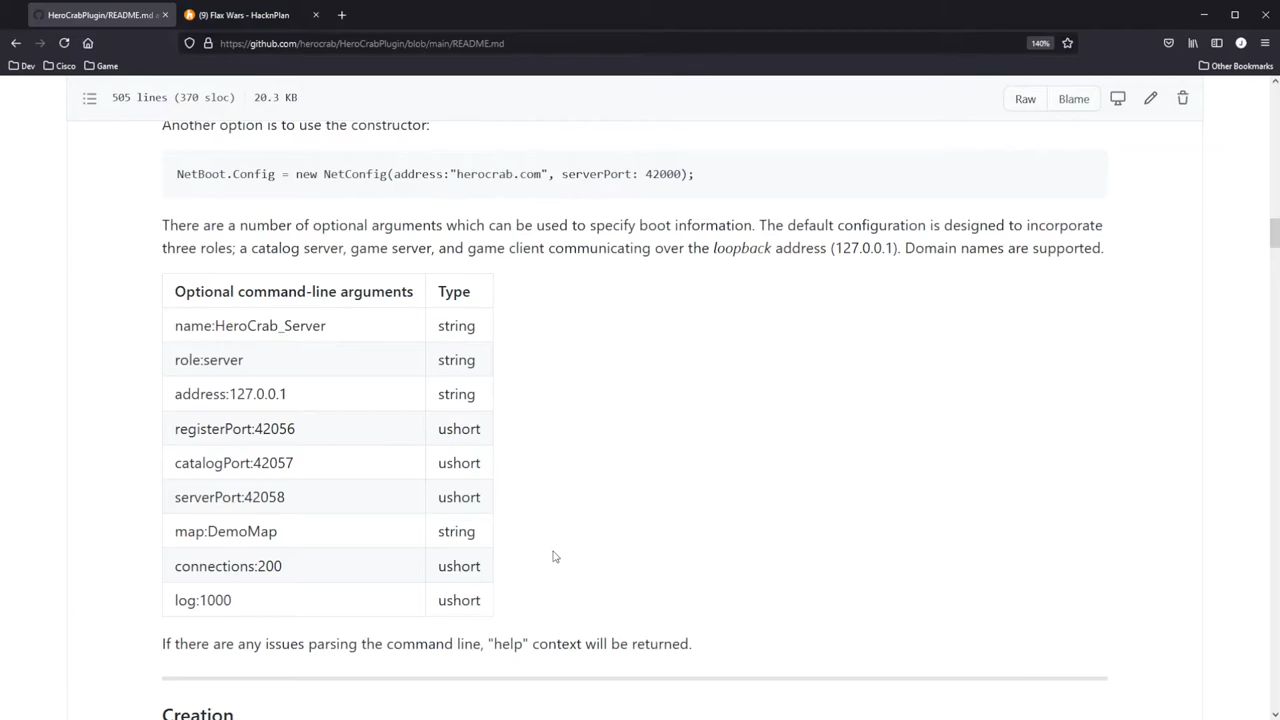 HeroCrabPlugin/README.md a
(9) Flax Wars - HacknPlan
https://github.com/herocrab/HeroCrabPlugin/blob/main/README.md
140%
Dev
Cisco
Game
Other Bookmarks
505 lines (370 sloc)
20.3 KB
Raw
Blame
Another option is to use the constructor:
NetBoot.Config = new NetConfig(address:"herocrab.com", serverPort: 42000);
There are a number of optional arguments which can be used to specify boot information. The default configuration is designed to incorporate
three roles; a catalog server, game server, and game client communicating over the loopback address (127.0.0.1). Domain names are supported.
Optional command-line arguments Type
name:HeroCrab_Server string
role:server string
address:127.0.0.1 string
registerPort:42056 ushort
catalogPort:42057 ushort
serverPort:42058 ushort
map:DemoMap string
connections:200 ushort
log:1000 ushort
If there are any issues parsing the command line, "help" context will be returned.
Creation